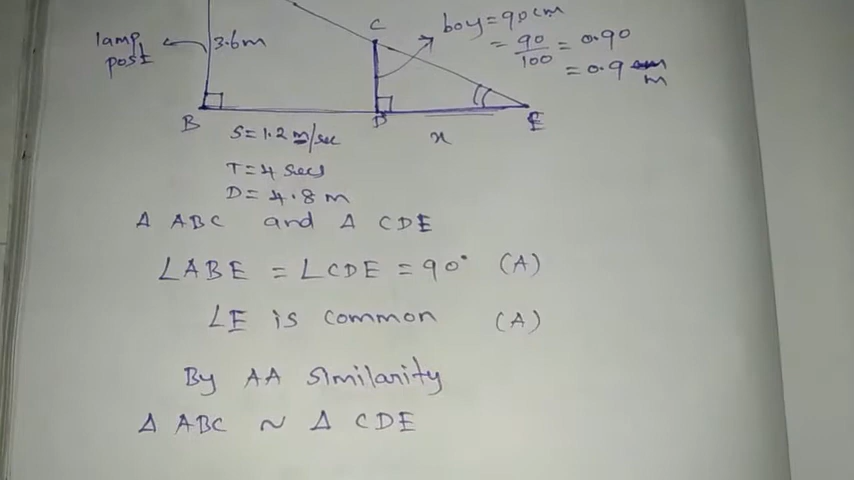 boy = 90 cm
C
lamp post
3.6m
= 90/100 = 0.90
= 0.9 m
B
D
E
S = 1.2 m/sec
x
T = 4 secs
D = 4.8 m
Δ ABC and Δ CDE
∠ABE = ∠CDE = 90° (A)
∠E is common (A)
By AA similarity
Δ ABC ~ Δ CDE